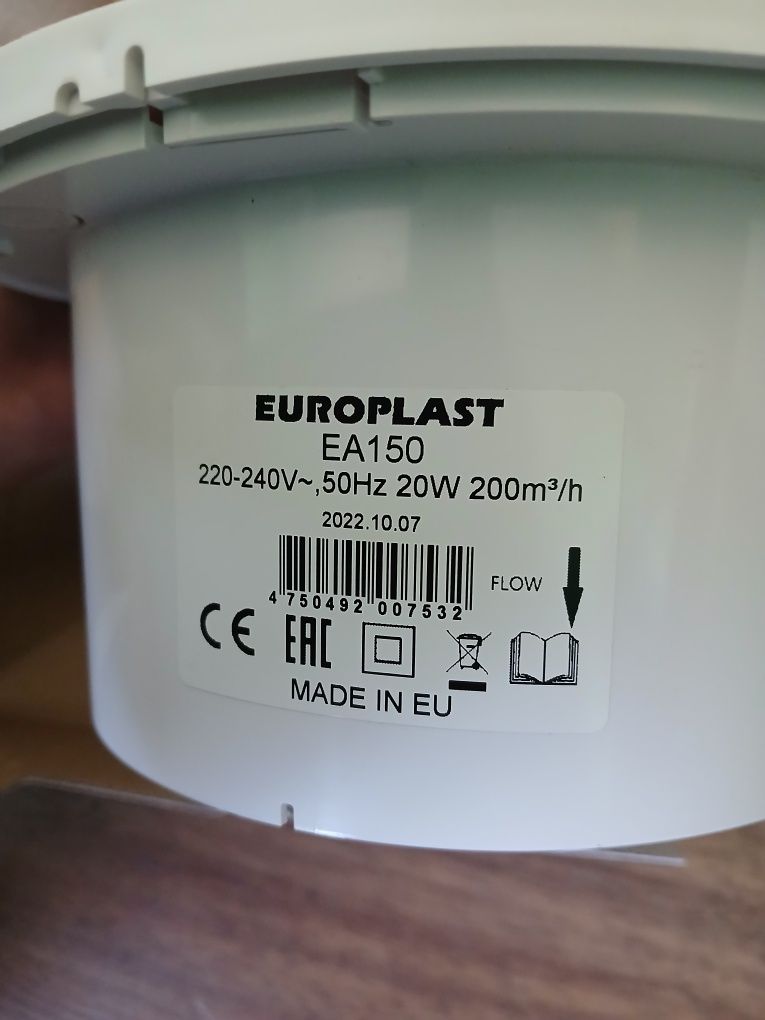 EUROPLAST
EA150
220-240V~,50Hz 20W 200m³/h
2022.10.07
4 750492 007532
FLOW
CE EAC
MADE IN EU